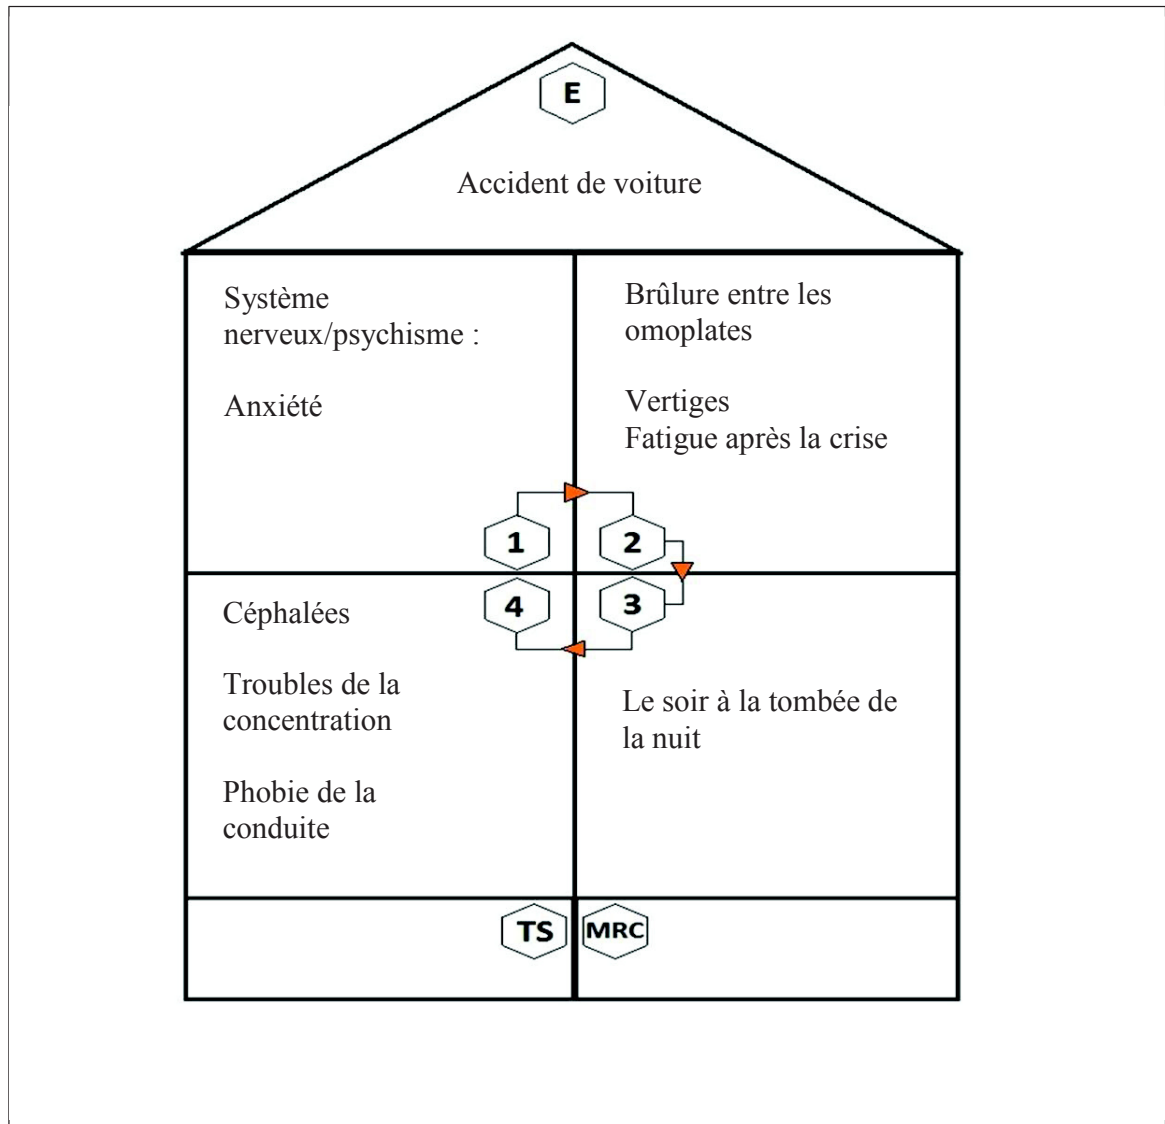 E
Accident de voiture
Système
nerveux/psychisme :
Anxiété
1
Brûlure entre les
omoplates
Vertiges
Fatigue après la crise
2
Céphalées
Troubles de la
concentration
Phobie de la
conduite
4
3
Le soir à la tombée de
la nuit
TS
MRC